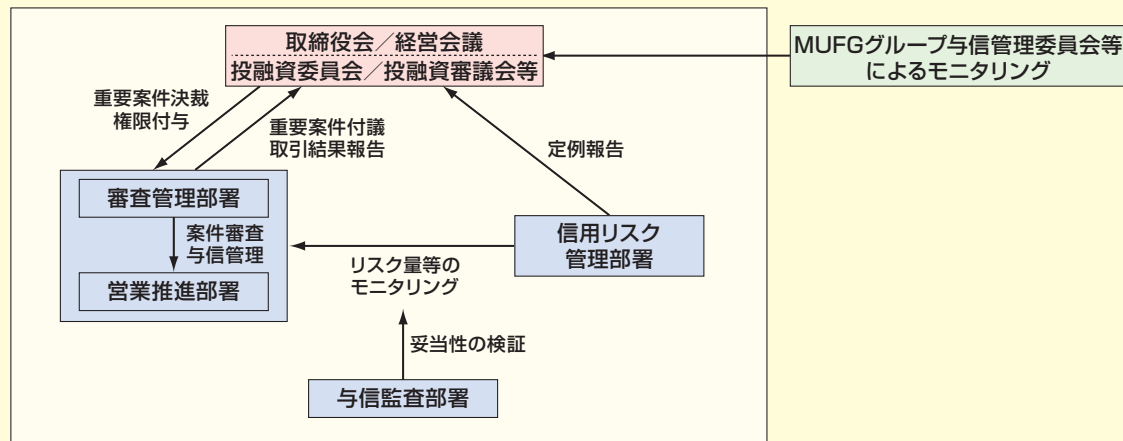 取締役会／経営会議
投融資委員会／投融資審議会等
MUFGグループ与信管理委員会等
によるモニタリング
重要案件決裁
権限付与
重要案件付議
取引結果報告
定例報告
審査管理部署
案件審査
与信管理
営業推進部署
信用リスク
管理部署
リスク量等の
モニタリング
妥当性の検証
与信監査部署